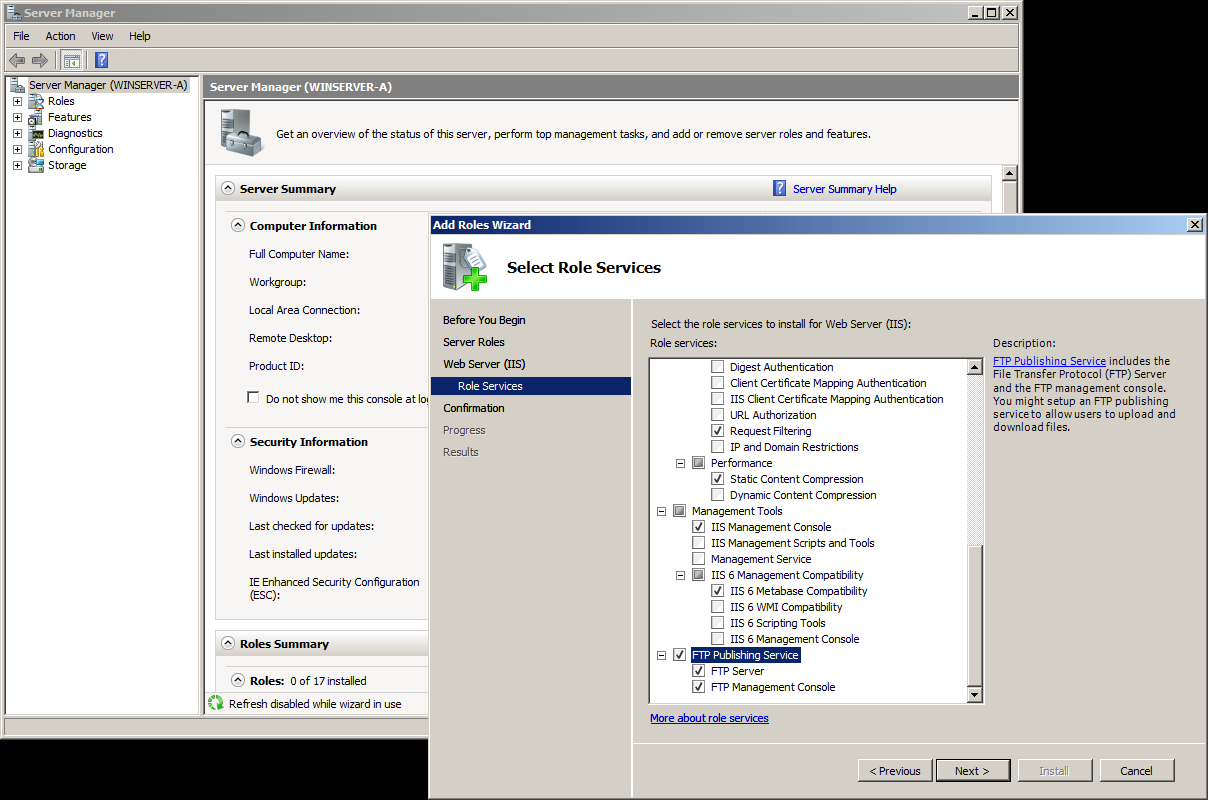 Server Manager
File Action View Help
Server Manager (WINSERVER-A)
Roles
Features
Diagnostics
Configuration
Storage
Server Manager (WINSERVER-A)
Get an overview of the status of this server, perform top management tasks, and add or remove server roles and features.
Server Summary
Server Summary Help
Computer Information
Full Computer Name:
Workgroup:
Local Area Connection:
Remote Desktop:
Product ID:
Do not show me this console at log
Security Information
Windows Firewall:
Windows Updates:
Last checked for updates:
Last installed updates:
IE Enhanced Security Configuration
(ESC):
Roles Summary
Roles: 0 of 17 installed
Refresh disabled while wizard in use
Add Roles Wizard
Select Role Services
Before You Begin
Server Roles
Web Server (IIS)
Role Services
Confirmation
Progress
Results
Select the role services to install for Web Server (IIS):
Role services:
Digest Authentication
Client Certificate Mapping Authentication
IIS Client Certificate Mapping Authentication
URL Authorization
Request Filtering
IP and Domain Restrictions
Performance
Static Content Compression
Dynamic Content Compression
Management Tools
IIS Management Console
IIS Management Scripts and Tools
Management Service
IIS 6 Management Compatibility
IIS 6 Metabase Compatibility
IIS 6 WMI Compatibility
IIS 6 Scripting Tools
IIS 6 Management Console
FTP Publishing Service
FTP Server
FTP Management Console
More about role services
Description:
FTP Publishing Service includes the
File Transfer Protocol (FTP) Server
and the FTP management console.
You might setup an FTP publishing
service to allow users to upload and
download files.
< Previous
Next >
Install
Cancel